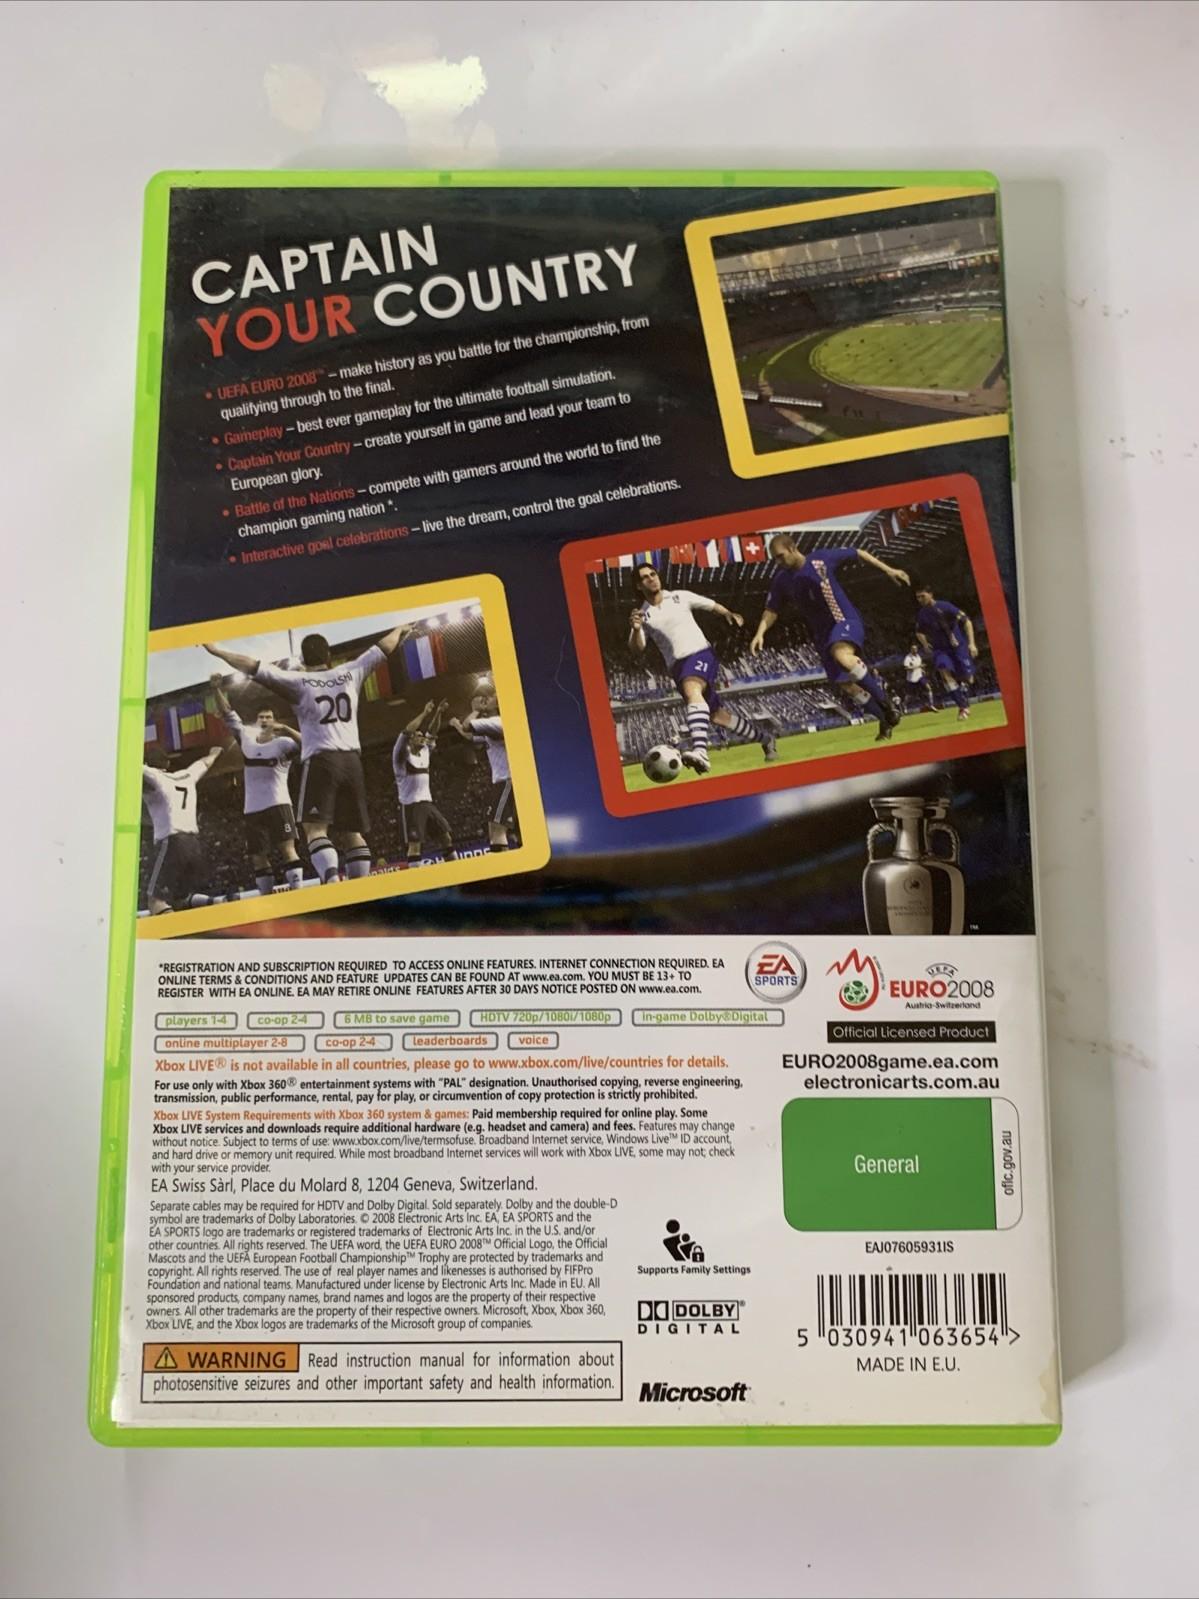 CAPTAIN
YOUR COUNTRY
• UEFA EURO 2008™ – make history as you battle for the championship, from
qualifying through to the final.
• Gameplay – best ever gameplay for the ultimate football simulation.
• Captain Your Country – create yourself in game and lead your team to
European glory.
• Battle of the Nations – compete with gamers around the world to find the
champion gaming nation *.
• Interactive goal celebrations – live the dream, control the goal celebrations.
21
PODOLSKI
20
7
8
™
*REGISTRATION AND SUBSCRIPTION REQUIRED TO ACCESS ONLINE FEATURES. INTERNET CONNECTION REQUIRED. EA
ONLINE TERMS & CONDITIONS AND FEATURE UPDATES CAN BE FOUND AT www.ea.com. YOU MUST BE 13+ TO
REGISTER WITH EA ONLINE. EA MAY RETIRE ONLINE FEATURES AFTER 30 DAYS NOTICE POSTED ON www.ea.com.
EA
SPORTS
UEFA
EURO2008
Austria-Switzerland
Official Licensed Product
players 1-4 co-op 2-4 6 MB to save game HDTV 720p/1080i/1080p in-game Dolby®Digital
online multiplayer 2-8 co-op 2-4 leaderboards voice
Xbox LIVE® is not available in all countries, please go to www.xbox.com/live/countries for details.
For use only with Xbox 360® entertainment systems with "PAL" designation. Unauthorised copying, reverse engineering,
transmission, public performance, rental, pay for play, or circumvention of copy protection is strictly prohibited.
Xbox LIVE System Requirements with Xbox 360 system & games: Paid membership required for online play. Some
Xbox LIVE services and downloads require additional hardware (e.g. headset and camera) and fees. Features may change
without notice. Subject to terms of use: www.xbox.com/live/termsofuse. Broadband Internet service, Windows Live™ ID account,
and hard drive or memory unit required. While most broadband Internet services will work with Xbox LIVE, some may not; check
with your service provider.
EA Swiss Sàrl, Place du Molard 8, 1204 Geneva, Switzerland.
Separate cables may be required for HDTV and Dolby Digital. Sold separately. Dolby and the double-D
symbol are trademarks of Dolby Laboratories. © 2008 Electronic Arts Inc. EA, EA SPORTS and the
EA SPORTS logo are trademarks or registered trademarks of Electronic Arts Inc. in the U.S. and/or
other countries. All rights reserved. The UEFA word, the UEFA EURO 2008™ Official Logo, the Official
Mascots and the UEFA European Football Championship™ Trophy are protected by trademarks and
copyright. All rights reserved. The use of real player names and likenesses is authorised by FIFPro
Foundation and national teams. Manufactured under license by Electronic Arts Inc. Made in EU. All
sponsored products, company names, brand names and logos are the property of their respective
owners. All other trademarks are the property of their respective owners. Microsoft, Xbox, Xbox 360,
Xbox LIVE, and the Xbox logos are trademarks of the Microsoft group of companies.
WARNING Read instruction manual for information about
photosensitive seizures and other important safety and health information.
EURO2008game.ea.com
electronicarts.com.au
General
oflc.gov.au
EAJ07605931IS
Supports Family Settings
DOLBY®
DIGITAL
Microsoft
5 030941 063654 >
MADE IN E.U.